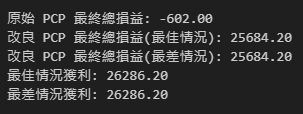 原始 PCP 最終總損益: -602.00
改良 PCP 最終總損益(最佳情況): 25684.20
改良 PCP 最終總損益(最差情況): 25684.20
最佳情況獲利: 26286.20
最差情況獲利: 26286.20